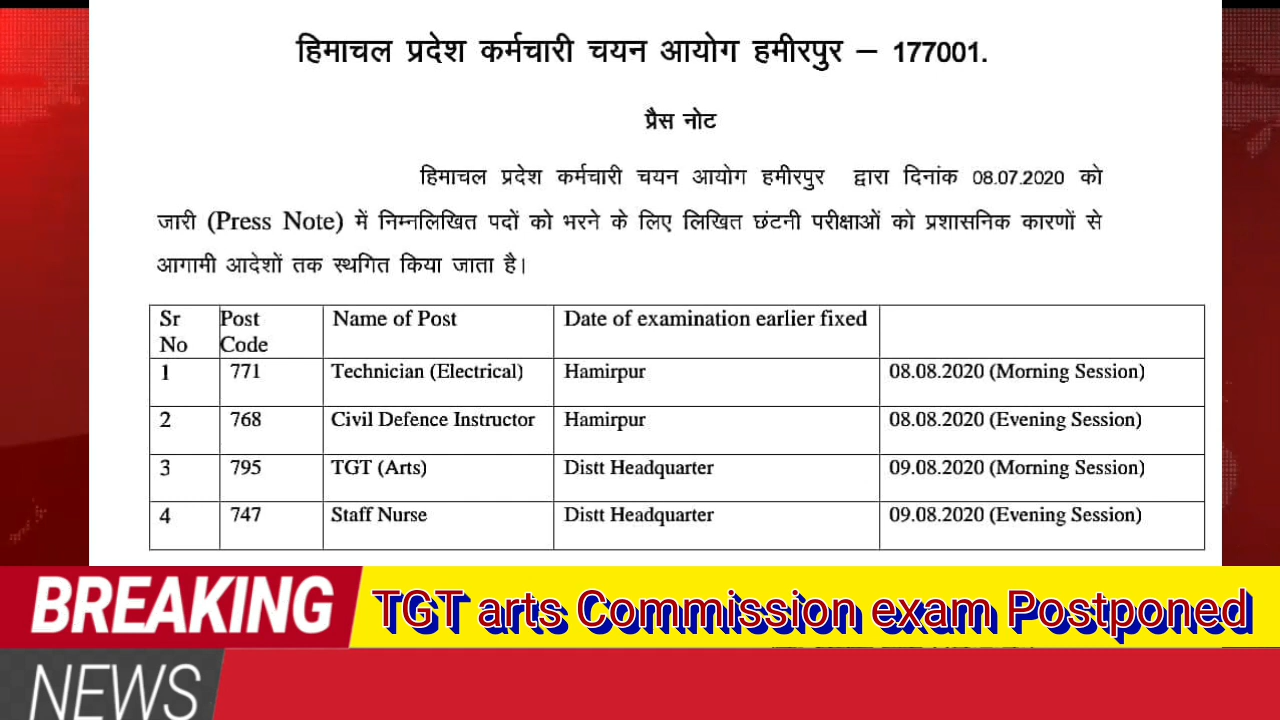 हिमाचल प्रदेश कर्मचारी चयन आयोग हमीरपुर – 177001.
प्रैस नोट
हिमाचल प्रदेश कर्मचारी चयन आयोग हमीरपुर द्वारा दिनांक 08.07.2020 को
जारी (Press Note) में निम्नलिखित पदों को भरने के लिए लिखित छंटनी परीक्षाओं को प्रशासनिक कारणों से
आगामी आदेशों तक स्थगित किया जाता है।
Sr No Post Code Name of Post Date of examination earlier fixed
1 771 Technician (Electrical) Hamirpur 08.08.2020 (Morning Session)
2 768 Civil Defence Instructor Hamirpur 08.08.2020 (Evening Session)
3 795 TGT (Arts) Distt Headquarter 09.08.2020 (Morning Session)
4 747 Staff Nurse Distt Headquarter 09.08.2020 (Evening Session)
BREAKING TGT arts Commission exam Postponed
NEWS